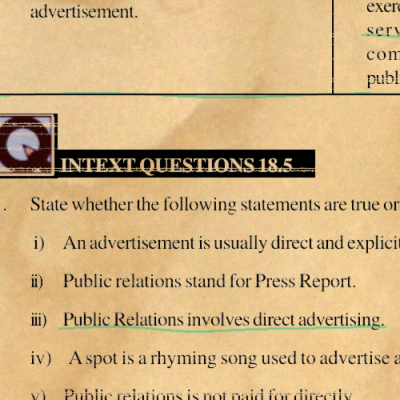 advertisement.
serv
com
publ
INTEXT QUESTIONS 18.5
. State whether the following statements are true or
i) An advertisement is usually direct and explicit
ii) Public relations stand for Press Report.
iii) Public Relations involves direct advertising.
iv) A spot is a rhyming song used to advertise a
v) Public relations is not paid for directly.